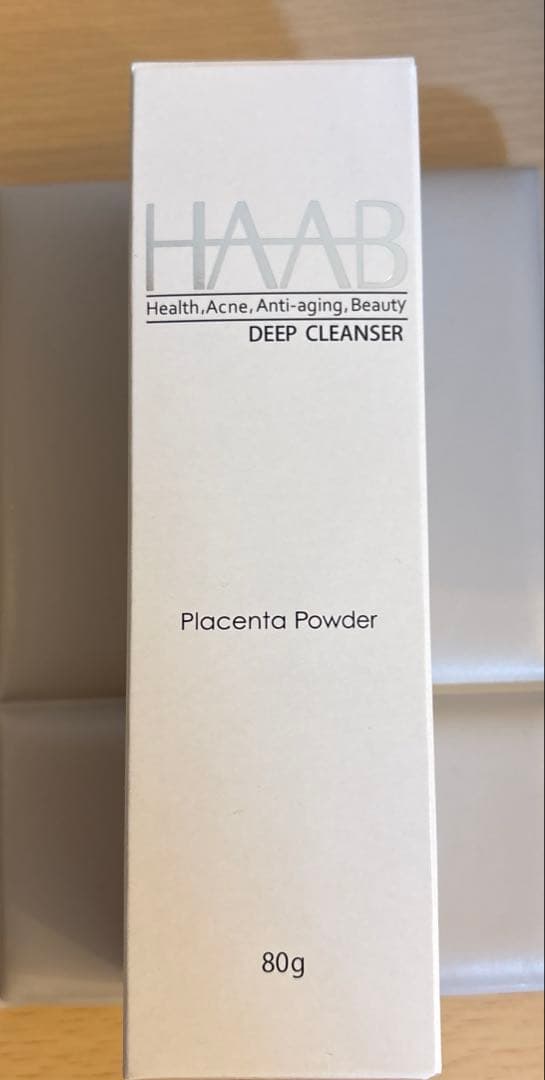 HAAB
Health,Acne,Anti-aging,Beauty
DEEP CLEANSER
Placenta Powder
80g